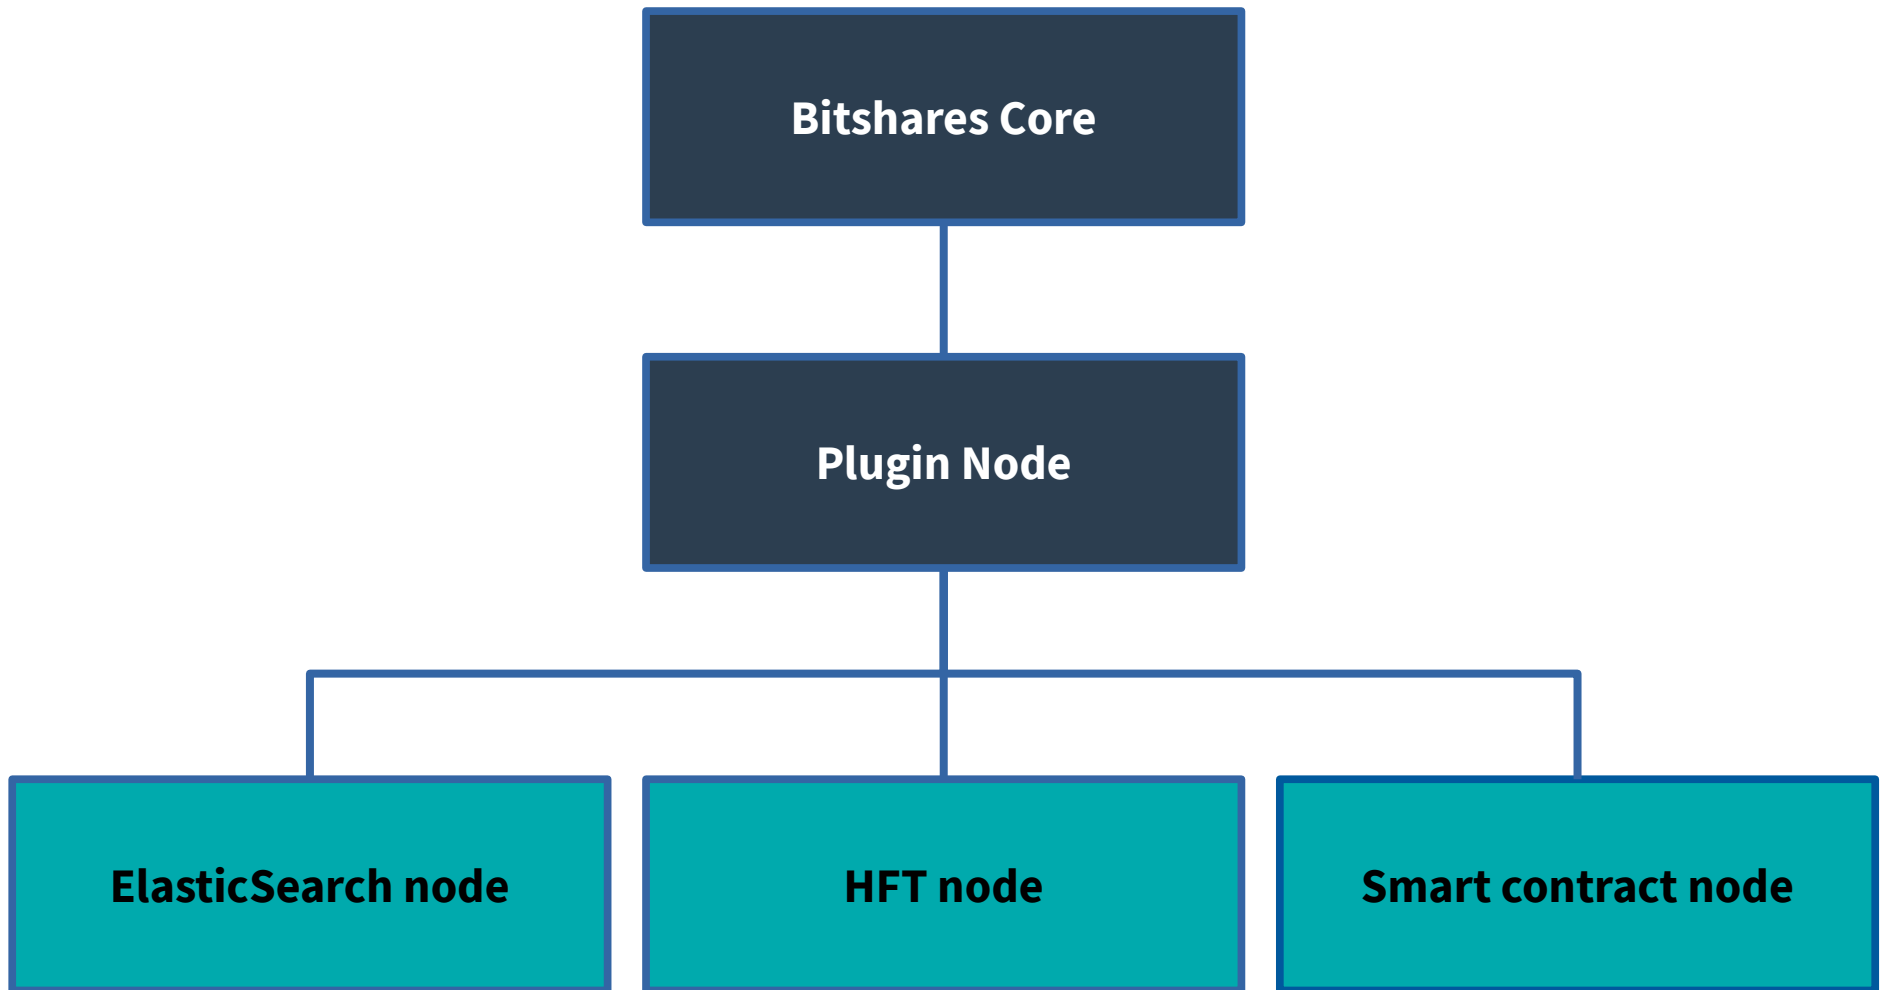 Bitshares Core
Plugin Node
ElasticSearch node
HFT node
Smart contract node